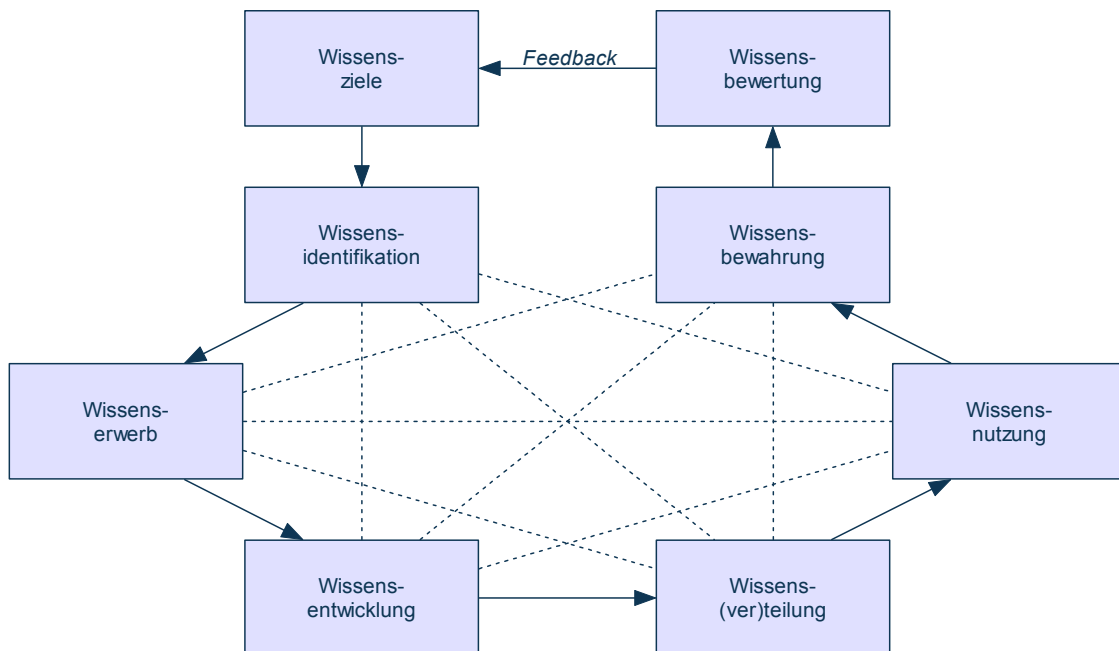 Wissens-
ziele
Feedback
Wissens-
bewertung
Wissens-
identifikation
Wissens-
bewahrung
Wissens-
erwerb
Wissens-
nutzung
Wissens-
entwicklung
Wissens-
(ver)teilung